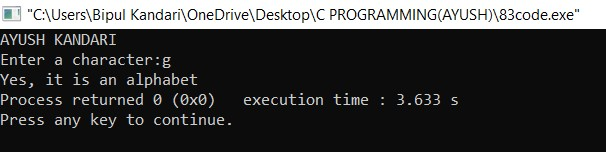 "C:\Users\Bipul Kandari\OneDrive\Desktop\C PROGRAMMING(AYUSH)\83code.exe"
AYUSH KANDARI
Enter a character:g
Yes, it is an alphabet
Process returned 0 (0x0)   execution time : 3.633 s
Press any key to continue.